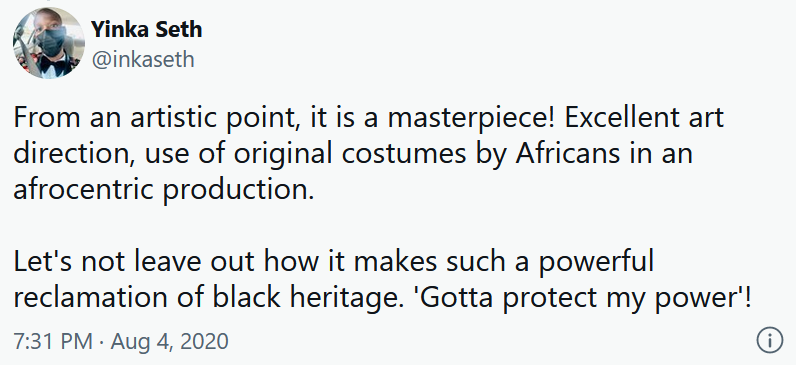 Yinka Seth
@inkaseth
From an artistic point, it is a masterpiece! Excellent art
direction, use of original costumes by Africans in an
afrocentric production.
Let's not leave out how it makes such a powerful
reclamation of black heritage. 'Gotta protect my power'!
7:31 PM · Aug 4, 2020